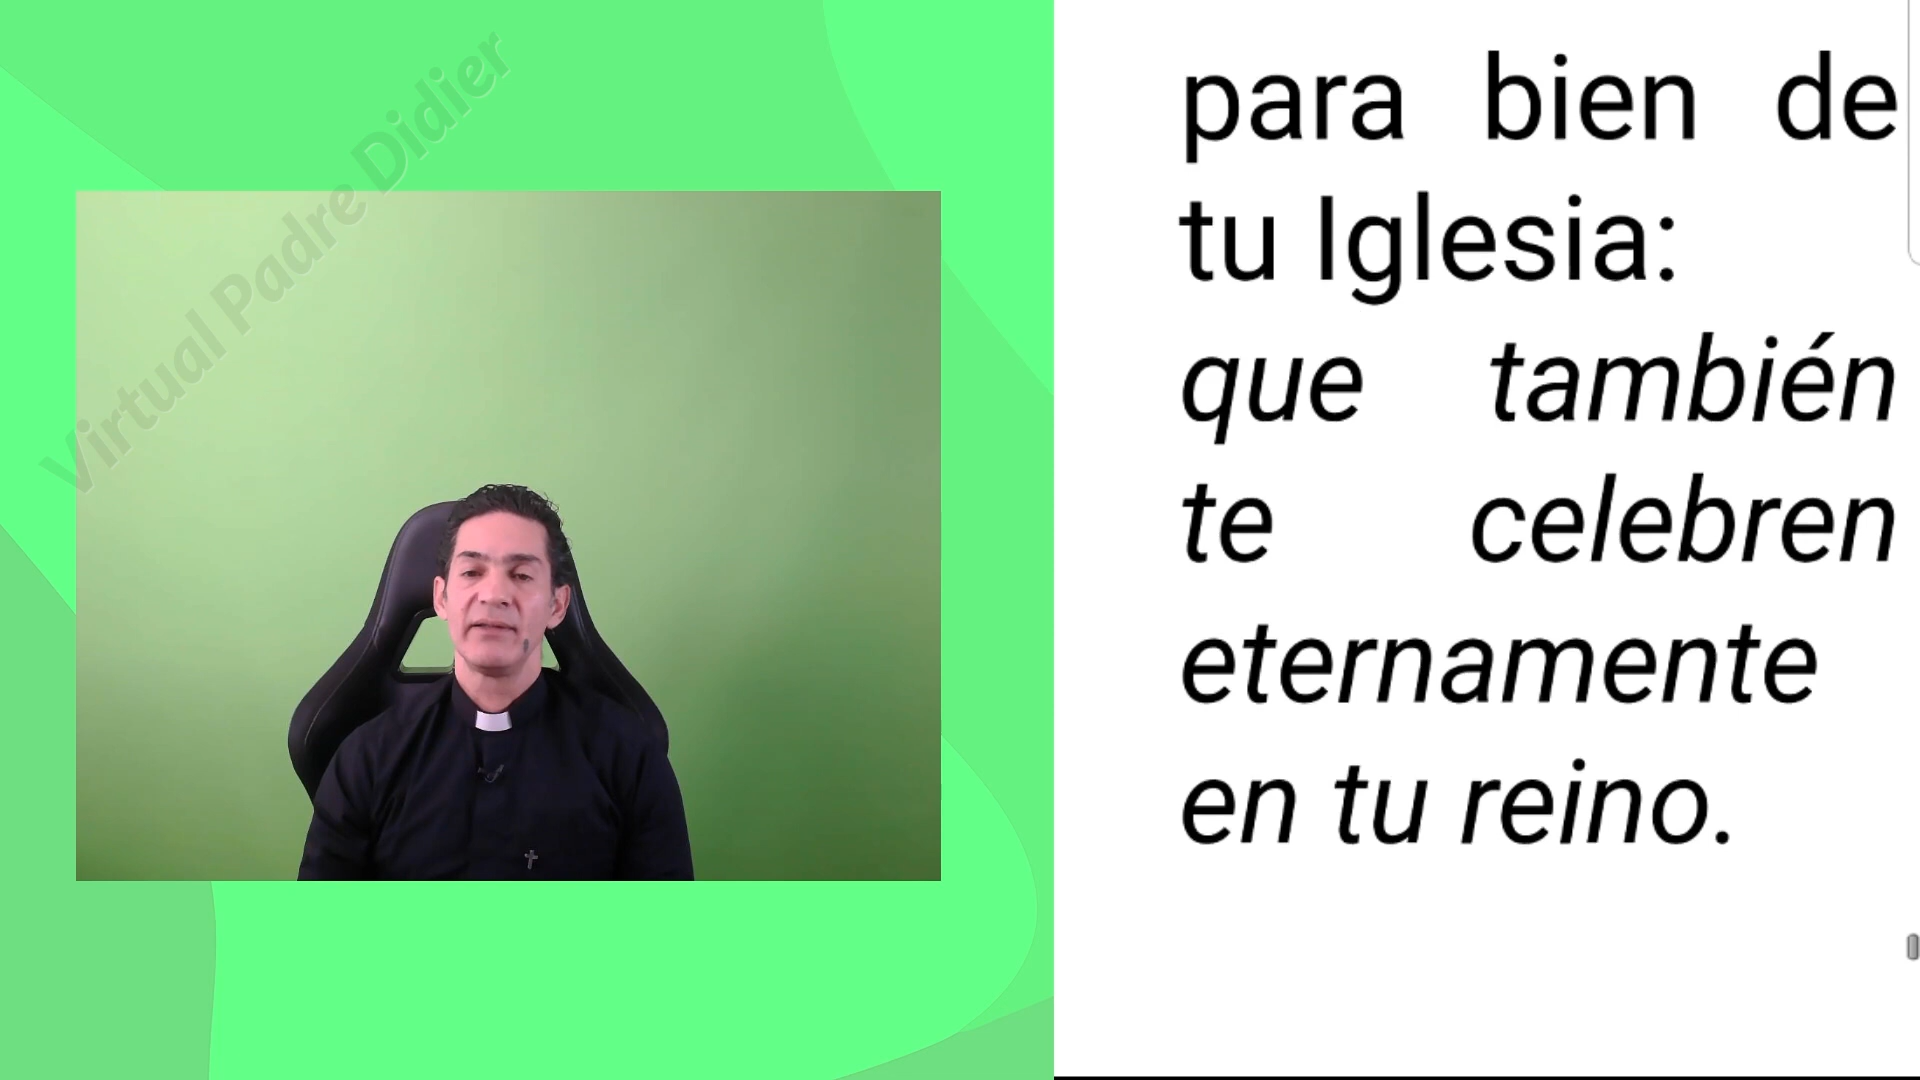 Virtual Padre Didier
para bien de
tu Iglesia:
que también
te celebren
eternamente
en tu reino.